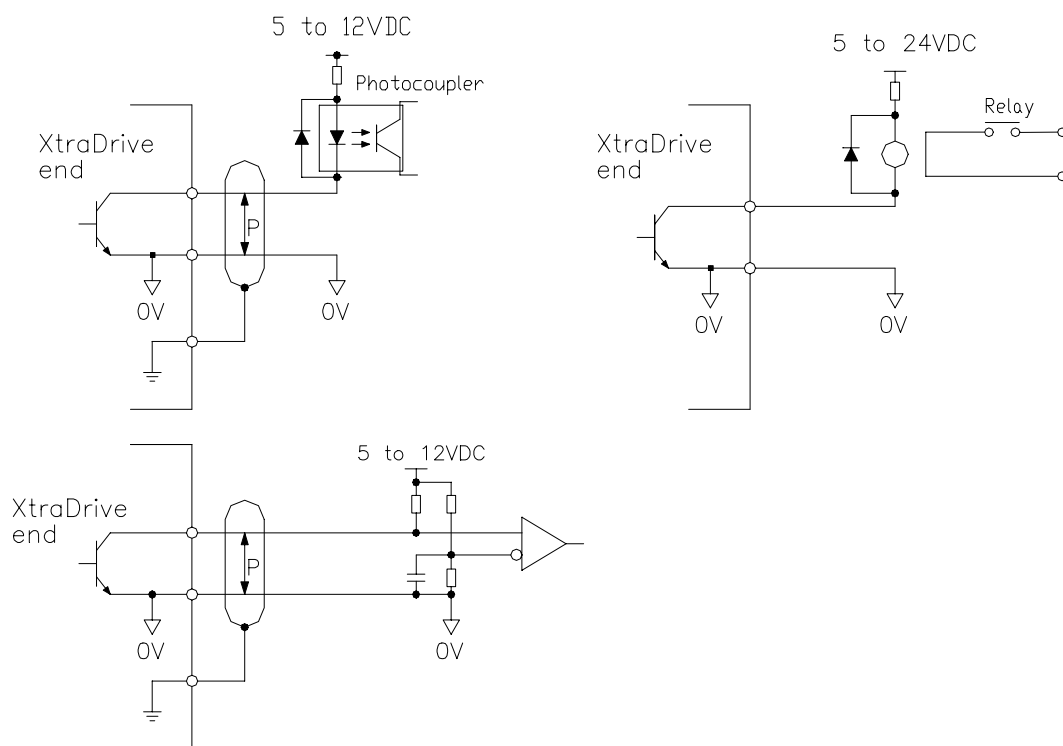 5 to 12VDC
Photocoupler
XtraDrive
end
P
0V
0V
5 to 24VDC
Relay
XtraDrive
end
0V
0V
5 to 12VDC
XtraDrive
end
P
0V
0V